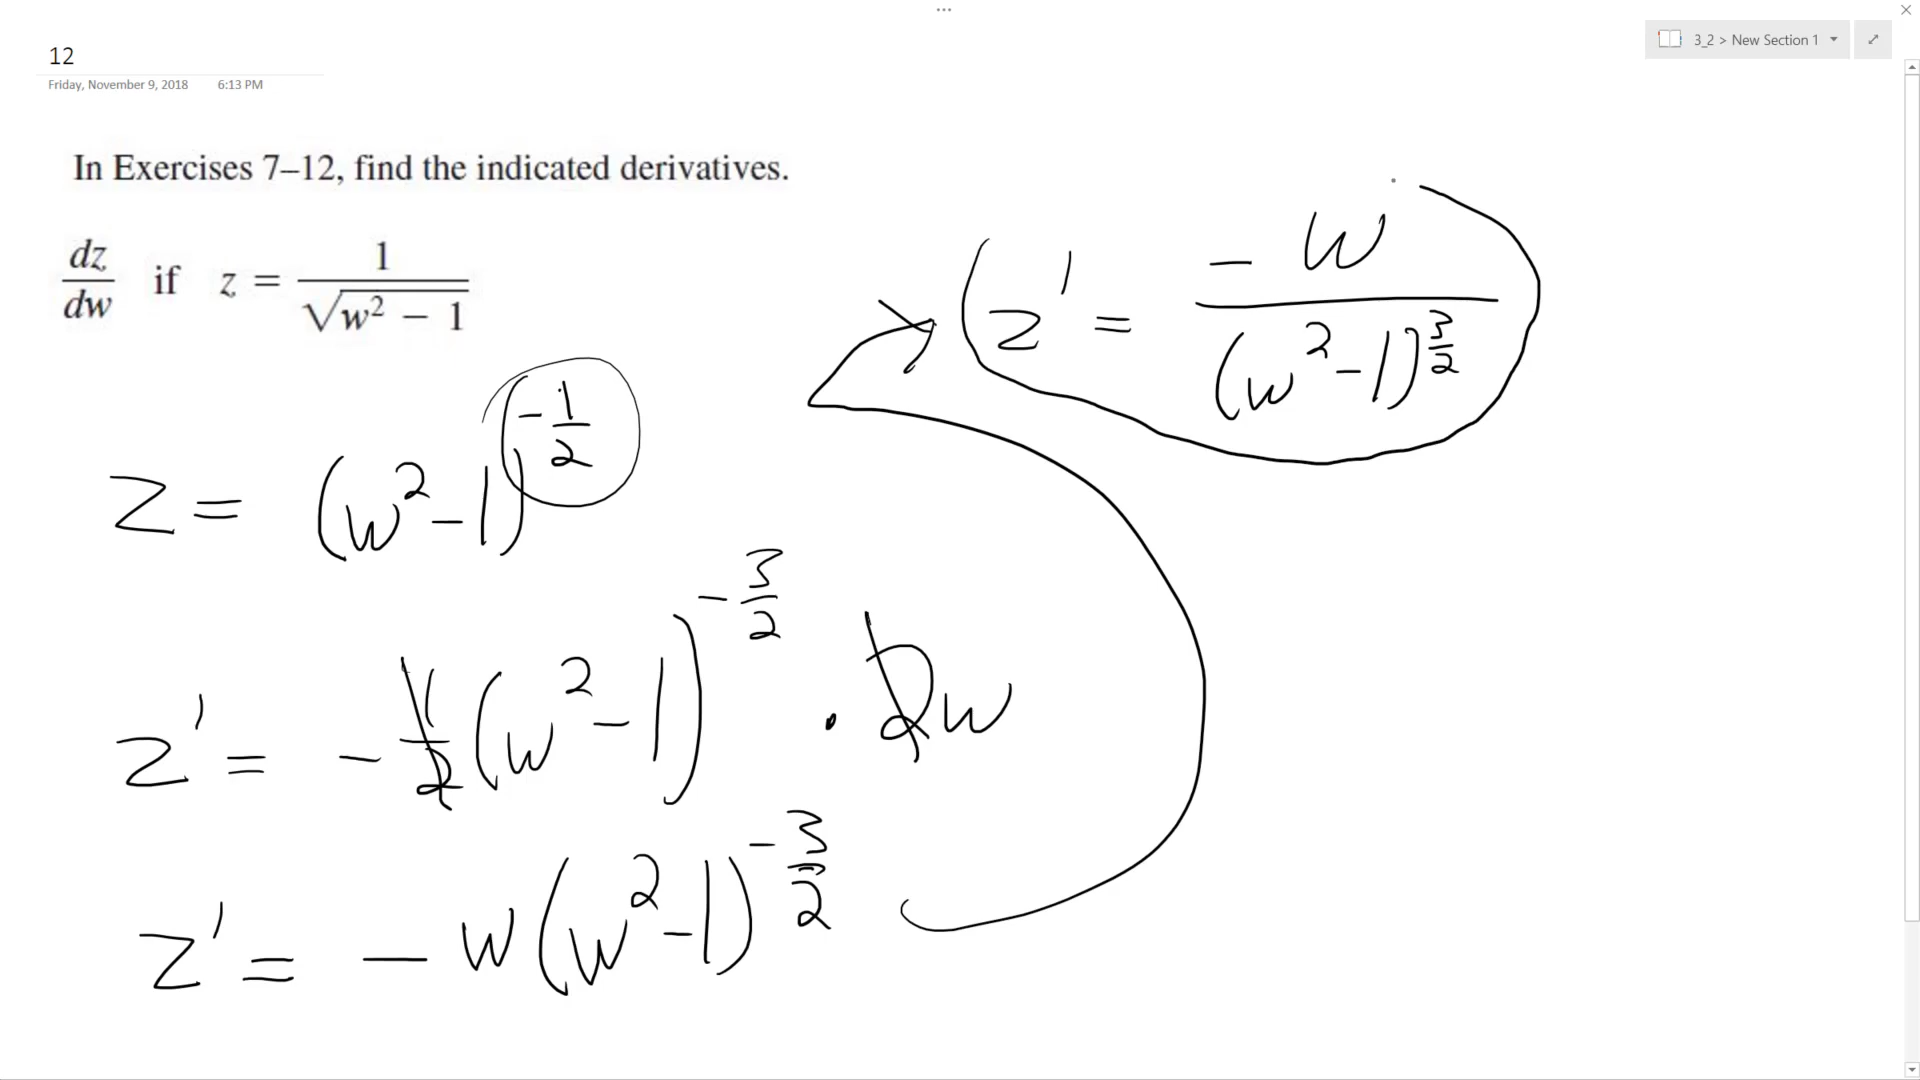 3_2 > New Section 1
12
Friday, November 9, 2018 6:13 PM
In Exercises 7–12, find the indicated derivatives.
dz/dw if z = 1/√(w² − 1)
z' = -w/(w²-1)^(3/2)
z = (w²-1)^(-1/2)
z' = -1/2 (w²-1)^(-3/2) · 2w
z' = -w(w²-1)^(-3/2)